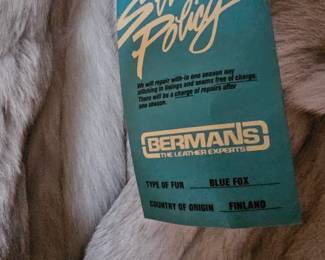 Policy
We will repair with-in one season any
stitching in linings and seams free of charge.
There will be a charge of repairs after
one season.
BERMAN'S
THE LEATHER EXPERTS
TYPE OF FUR BLUE FOX
COUNTRY OF ORIGIN FINLAND